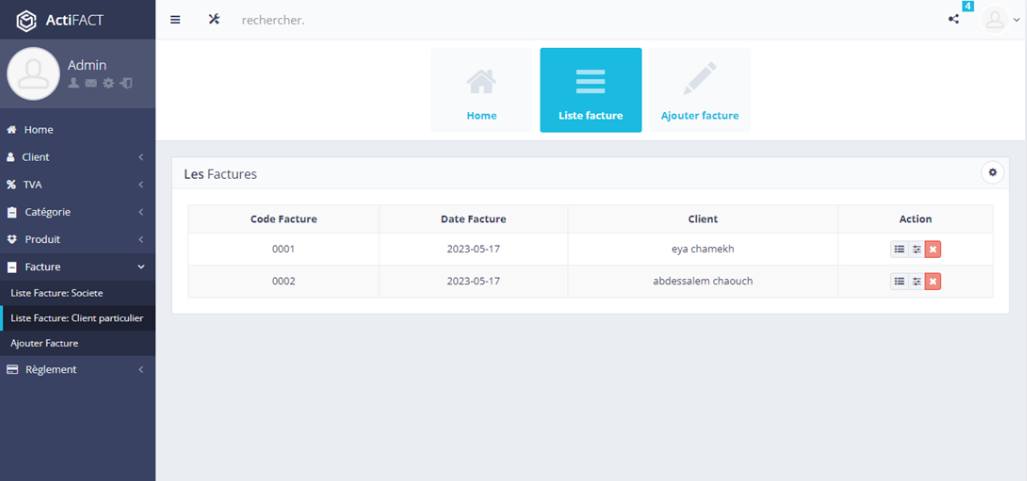 ActiFACT
rechercher.
4
Admin
Home
Client
TVA
Catégorie
Produit
Facture
Liste Facture: Societe
Liste Facture: Client particulier
Ajouter Facture
Règlement
Home Liste facture Ajouter facture
Les Factures
Code Facture Date Facture Client Action
0001 2023-05-17 eya chamekh
0002 2023-05-17 abdessalem chaouch